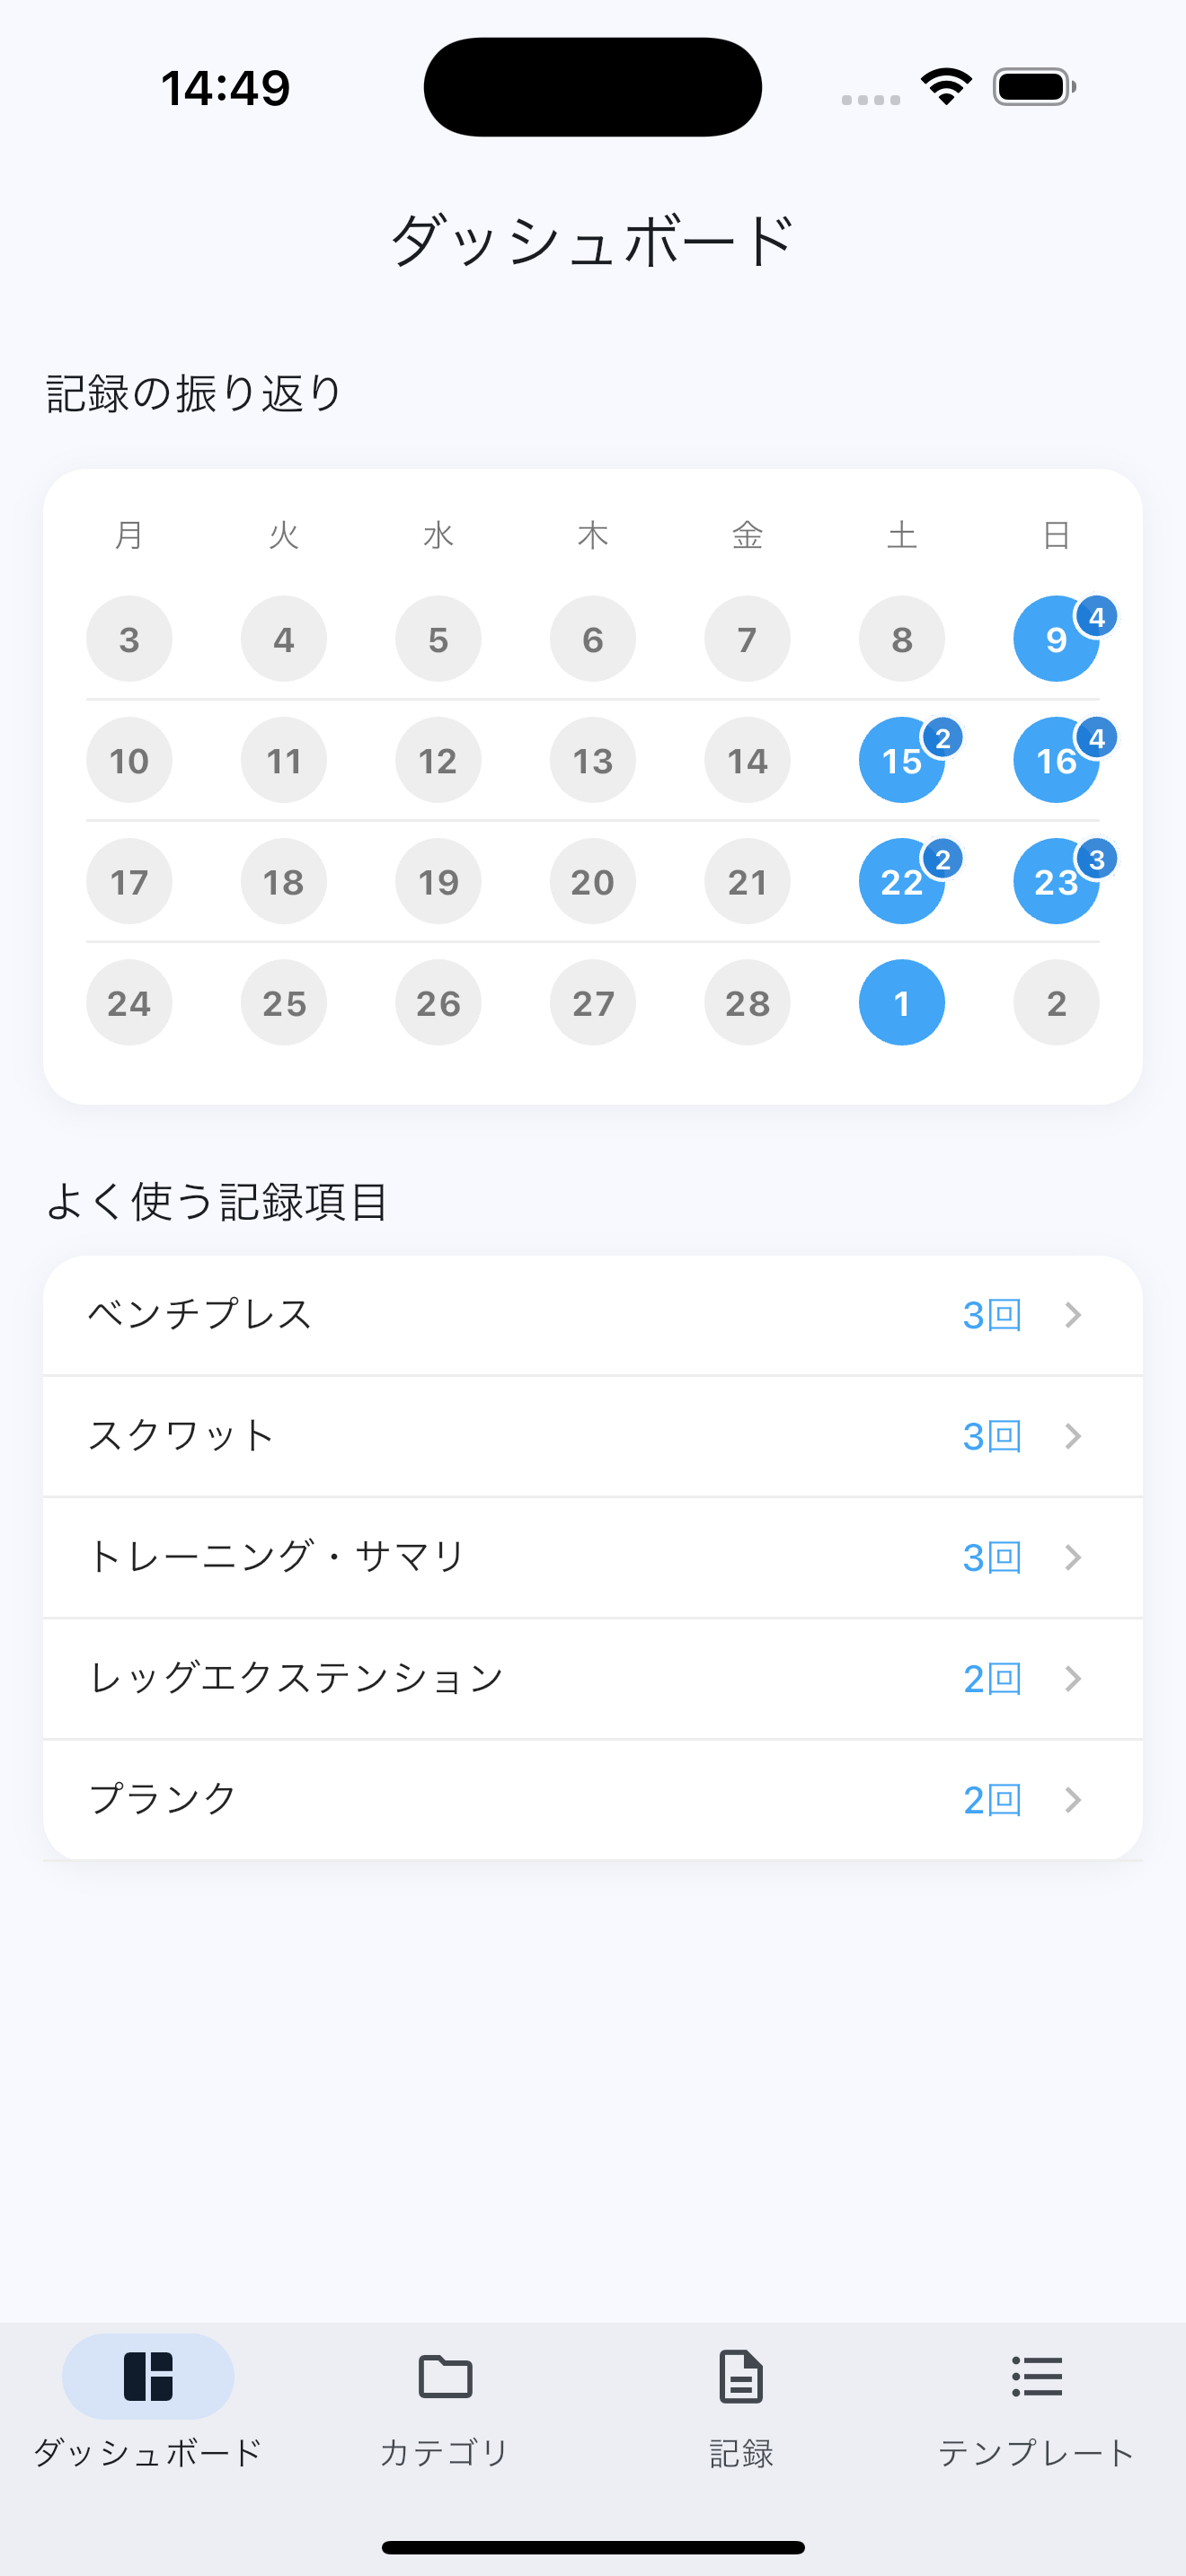 14:49
ダッシュボード
記録の振り返り
月 火 水 木 金 土 日
3 4 5 6 7 8 9 4
10 11 12 13 14 15 2 16 4
17 18 19 20 21 22 2 23 3
24 25 26 27 28 1 2
よく使う記録項目
ベンチプレス 3回
スクワット 3回
トレーニング・サマリ 3回
レッグエクステンション 2回
プランク 2回
ダッシュボード カテゴリ 記録 テンプレート